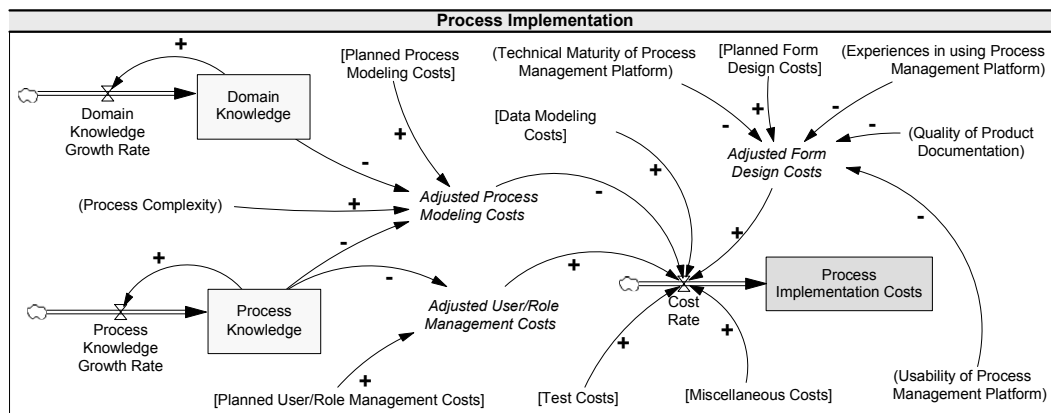 Process Implementation
+
Domain
Knowledge
Growth Rate
Domain
Knowledge
-
[Planned Process
Modeling Costs]
+
(Technical Maturity of Process
Management Platform)
-
[Planned Form
Design Costs]
+
(Experiences in using Process
Management Platform)
-
(Quality of Product
Documentation)
-
Adjusted Form
Design Costs
[Data Modeling
Costs]
+
(Process Complexity)
+
Adjusted Process
Modeling Costs
-
-
+
-
+
Process
Knowledge
Growth Rate
Process
Knowledge
-
Adjusted User/Role
Management Costs
+
Cost
Rate
Process
Implementation Costs
+
[Planned User/Role Management Costs]
+
[Test Costs]
+
[Miscellaneous Costs]
(Usability of Process
Management Platform)